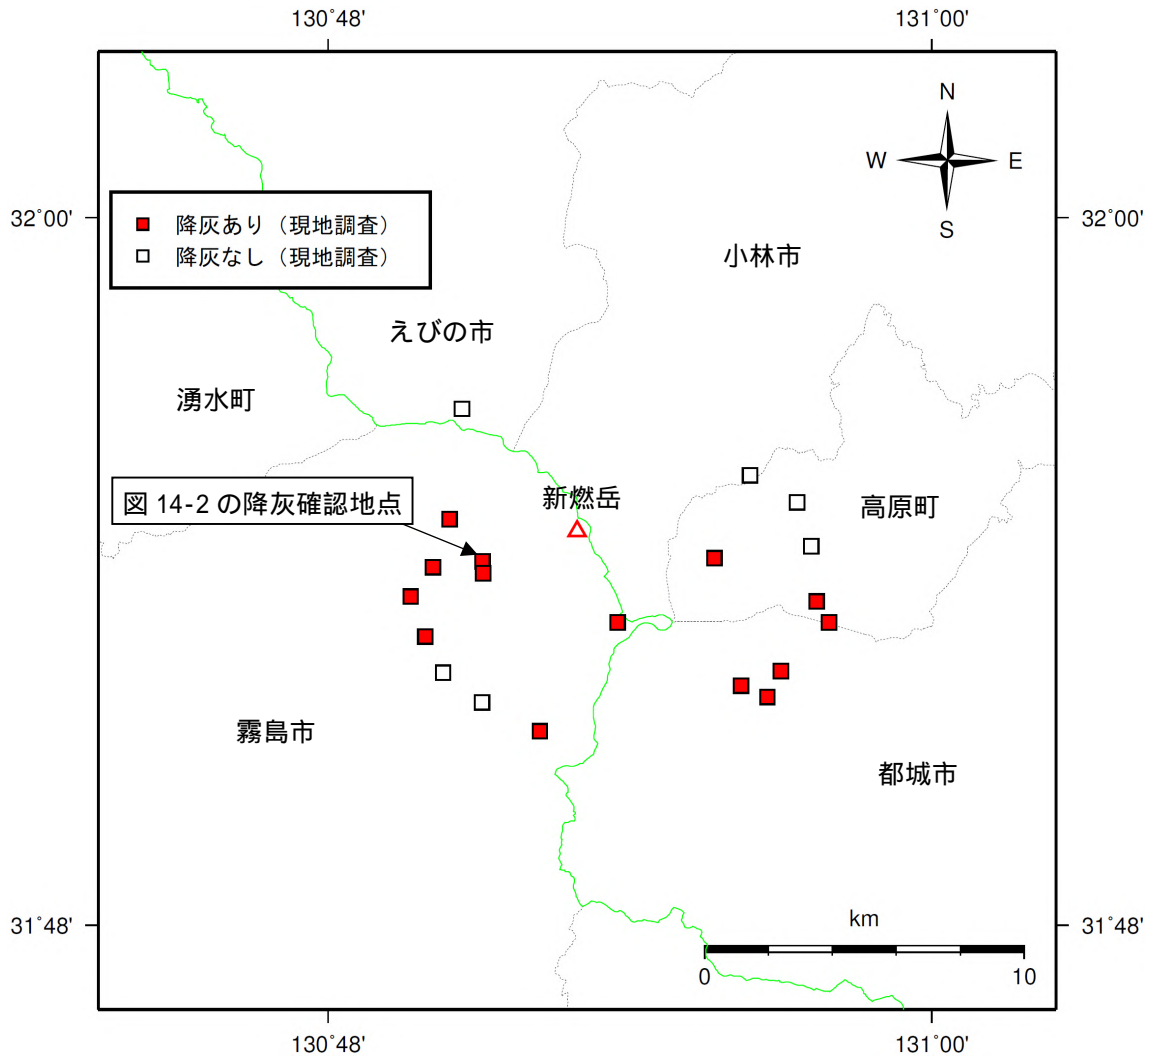 130°48'
131°00'
N
W
E
S
32°00'
32°00'
降灰あり（現地調査）
降灰なし（現地調査）
小林市
えびの市
湧水町
図 14-2 の降灰確認地点
新燃岳
高原町
霧島市
都城市
31°48'
31°48'
km
0
10
130°48'
131°00'